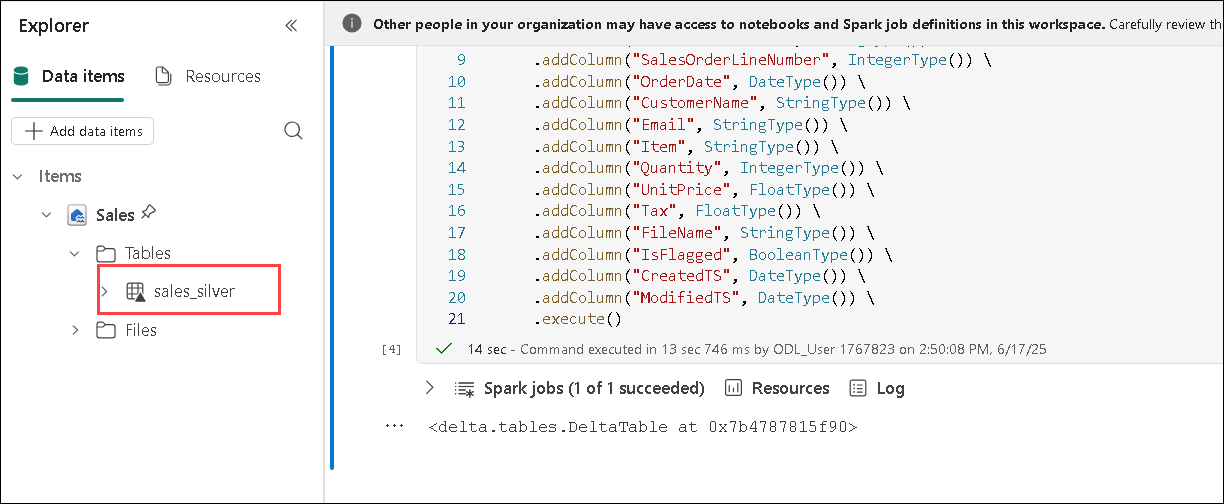 Explorer
Data items
Resources
Add data items
Items
Sales
Tables
sales_silver
Files
Other people in your organization may have access to notebooks and Spark job definitions in this workspace. Carefully review th
9 .addColumn("SalesOrderLineNumber", IntegerType()) \
10 .addColumn("OrderDate", DateType()) \
11 .addColumn("CustomerName", StringType()) \
12 .addColumn("Email", StringType()) \
13 .addColumn("Item", StringType()) \
14 .addColumn("Quantity", IntegerType()) \
15 .addColumn("UnitPrice", FloatType()) \
16 .addColumn("Tax", FloatType()) \
17 .addColumn("FileName", StringType()) \
18 .addColumn("IsFlagged", BooleanType()) \
19 .addColumn("CreatedTS", DateType()) \
20 .addColumn("ModifiedTS", DateType()) \
21 .execute()
[4] 14 sec - Command executed in 13 sec 746 ms by ODL_User 1767823 on 2:50:08 PM, 6/17/25
Spark jobs (1 of 1 succeeded) Resources Log
... <delta.tables.DeltaTable at 0x7b4787815f90>